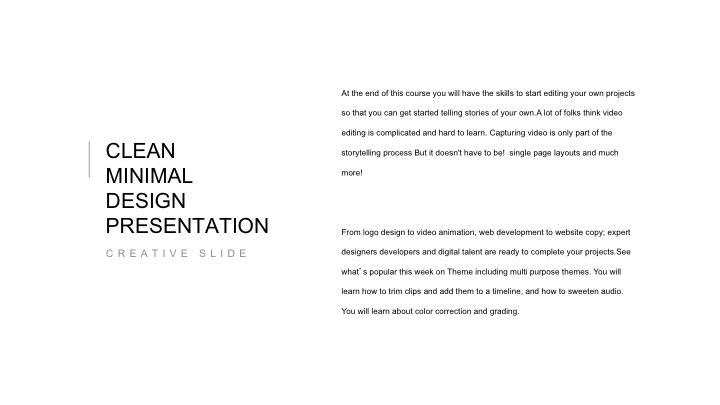 CLEAN
MINIMAL
DESIGN
PRESENTATION
CREATIVE SLIDE
At the end of this course you will have the skills to start editing your own projects
so that you can get started telling stories of your own.A lot of folks think video
editing is complicated and hard to learn. Capturing video is only part of the
storytelling process But it doesn't have to be!  single page layouts and much
more!
From logo design to video animation, web development to website copy; expert
designers developers and digital talent are ready to complete your projects.See
what’s popular this week on Theme including multi purpose themes. You will
learn how to trim clips and add them to a timeline, and how to sweeten audio.
You will learn about color correction and grading.